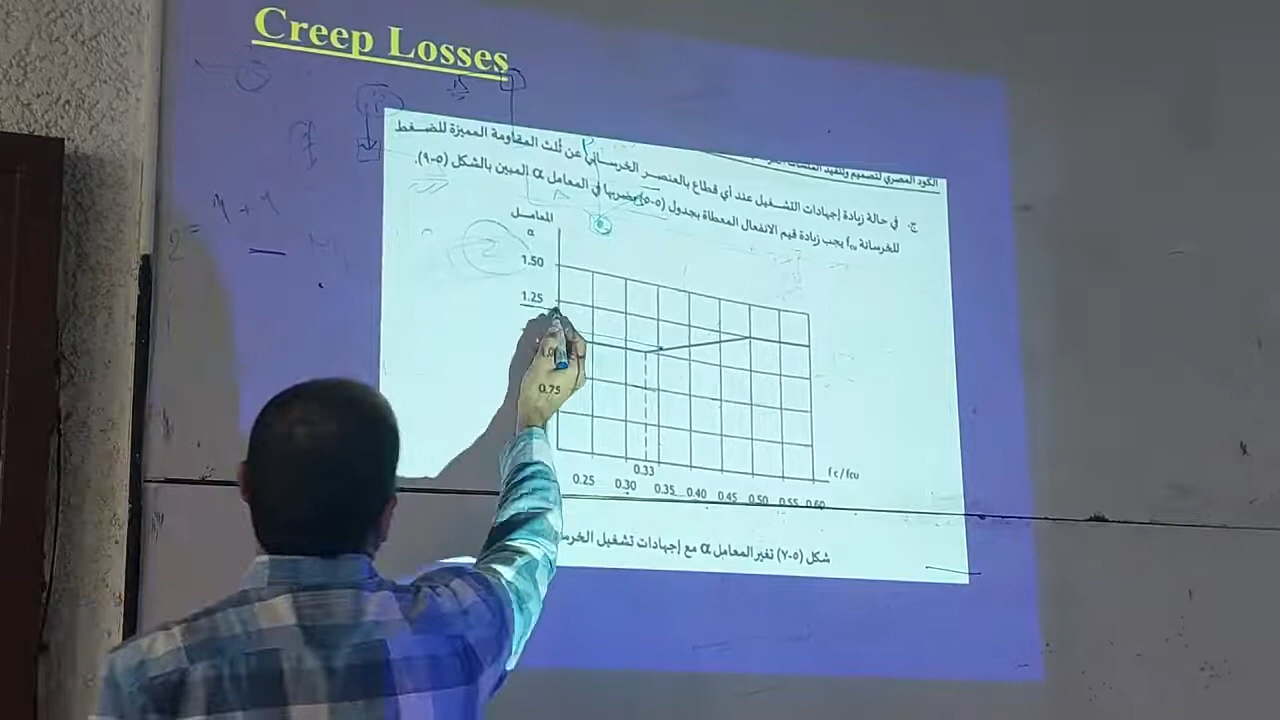 Creep Losses
الكود المصري لتصميم وتنفيذ المنشآت
ج. في حالة زيادة إجهادات التشغيل عند أي قطاع بالعنصر الخرساني عن ثلث المقاومة المميزة للضغط
للخرسانة fcu يجب زيادة قيم الانفعال المعطاة بجدول (٥-٥) بضربها في المعامل α المبين بالشكل (٥-٩).
المعامل
α
1.50
1.25
0.75
0.33
fc/fcu
0.25 0.30 0.35 0.40 0.45 0.50 0.55 0.60
شكل (٥-٧) تغير المعامل α مع إجهادات تشغيل